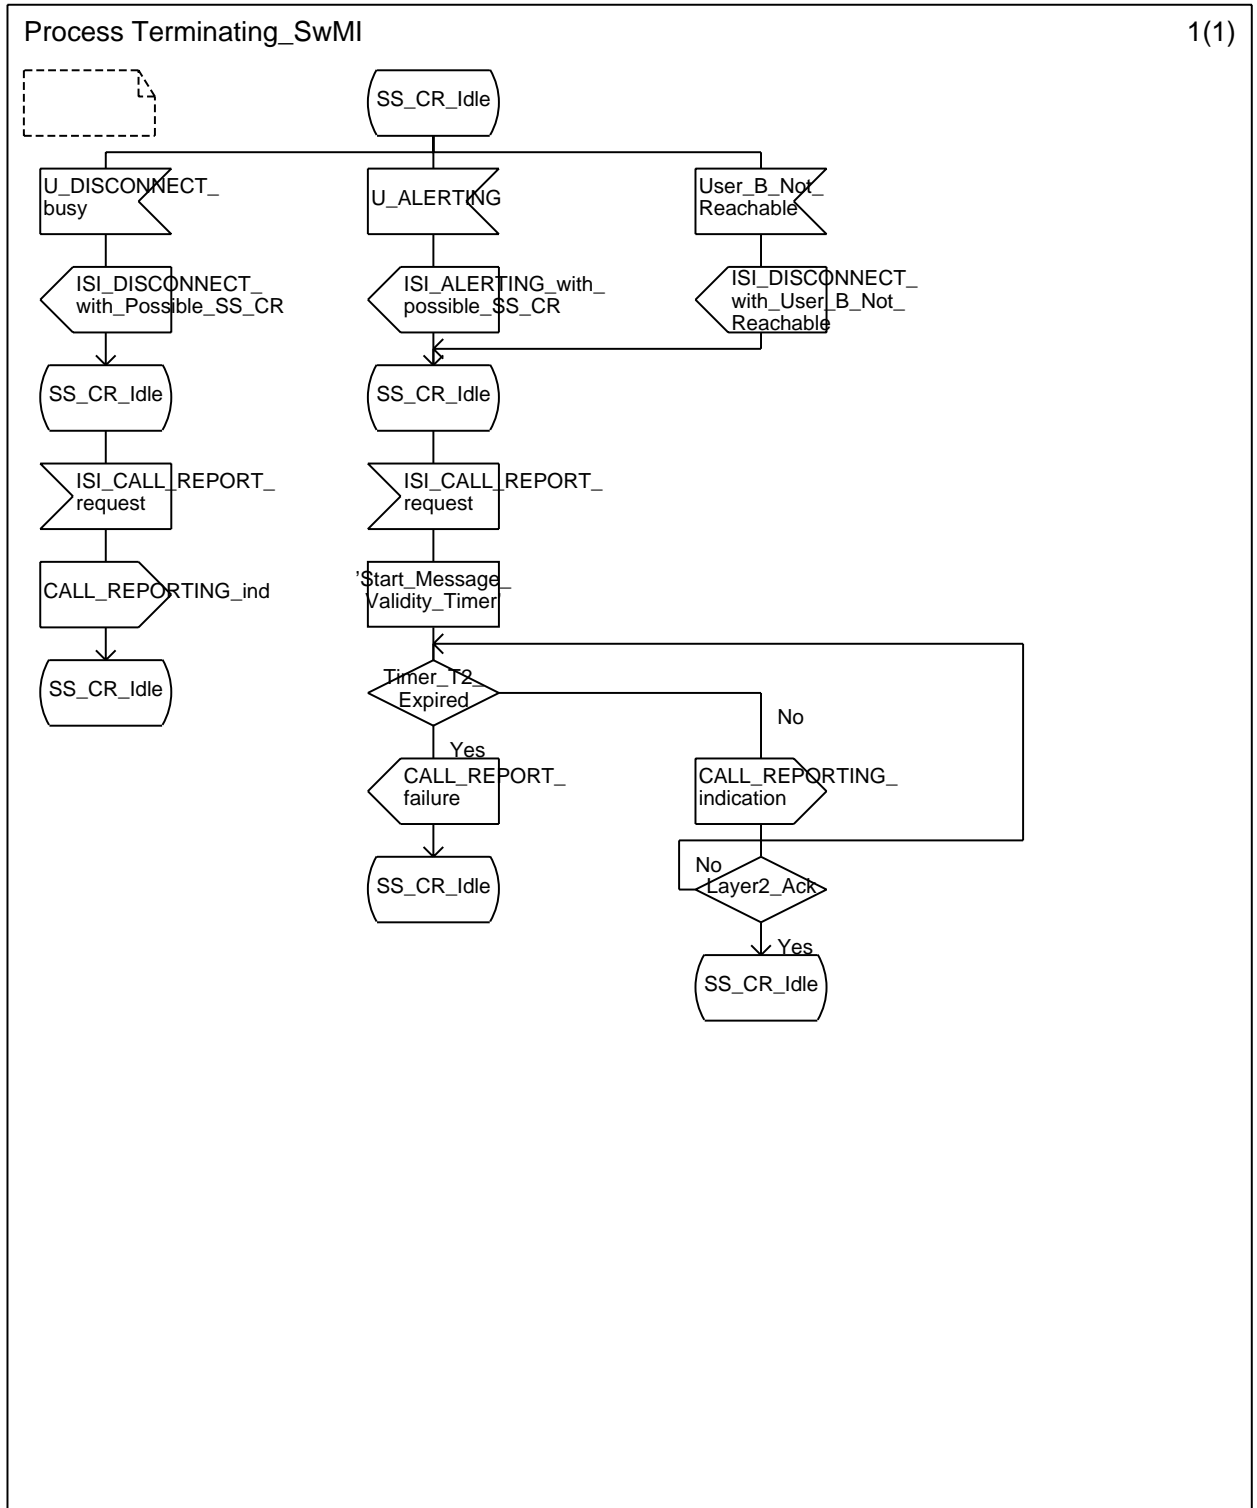 Process Terminating_SwMI
1(1)
SS_CR_Idle
U_DISCONNECT_
busy
U_ALERTING
User_B_Not_
Reachable
ISI_DISCONNECT_
with_Possible_SS_CR
ISI_ALERTING_with_
possible_SS_CR
ISI_DISCONNECT_
with_User_B_Not_
Reachable
SS_CR_Idle
SS_CR_Idle
ISI_CALL_REPORT_
request
ISI_CALL_REPORT_
request
CALL_REPORTING_ind
'Start_Message_
Validity_Timer'
SS_CR_Idle
Timer_T2_
Expired
No
Yes
CALL_REPORT_
failure
CALL_REPORTING_
indication
SS_CR_Idle
No
Layer2_Ack
Yes
SS_CR_Idle